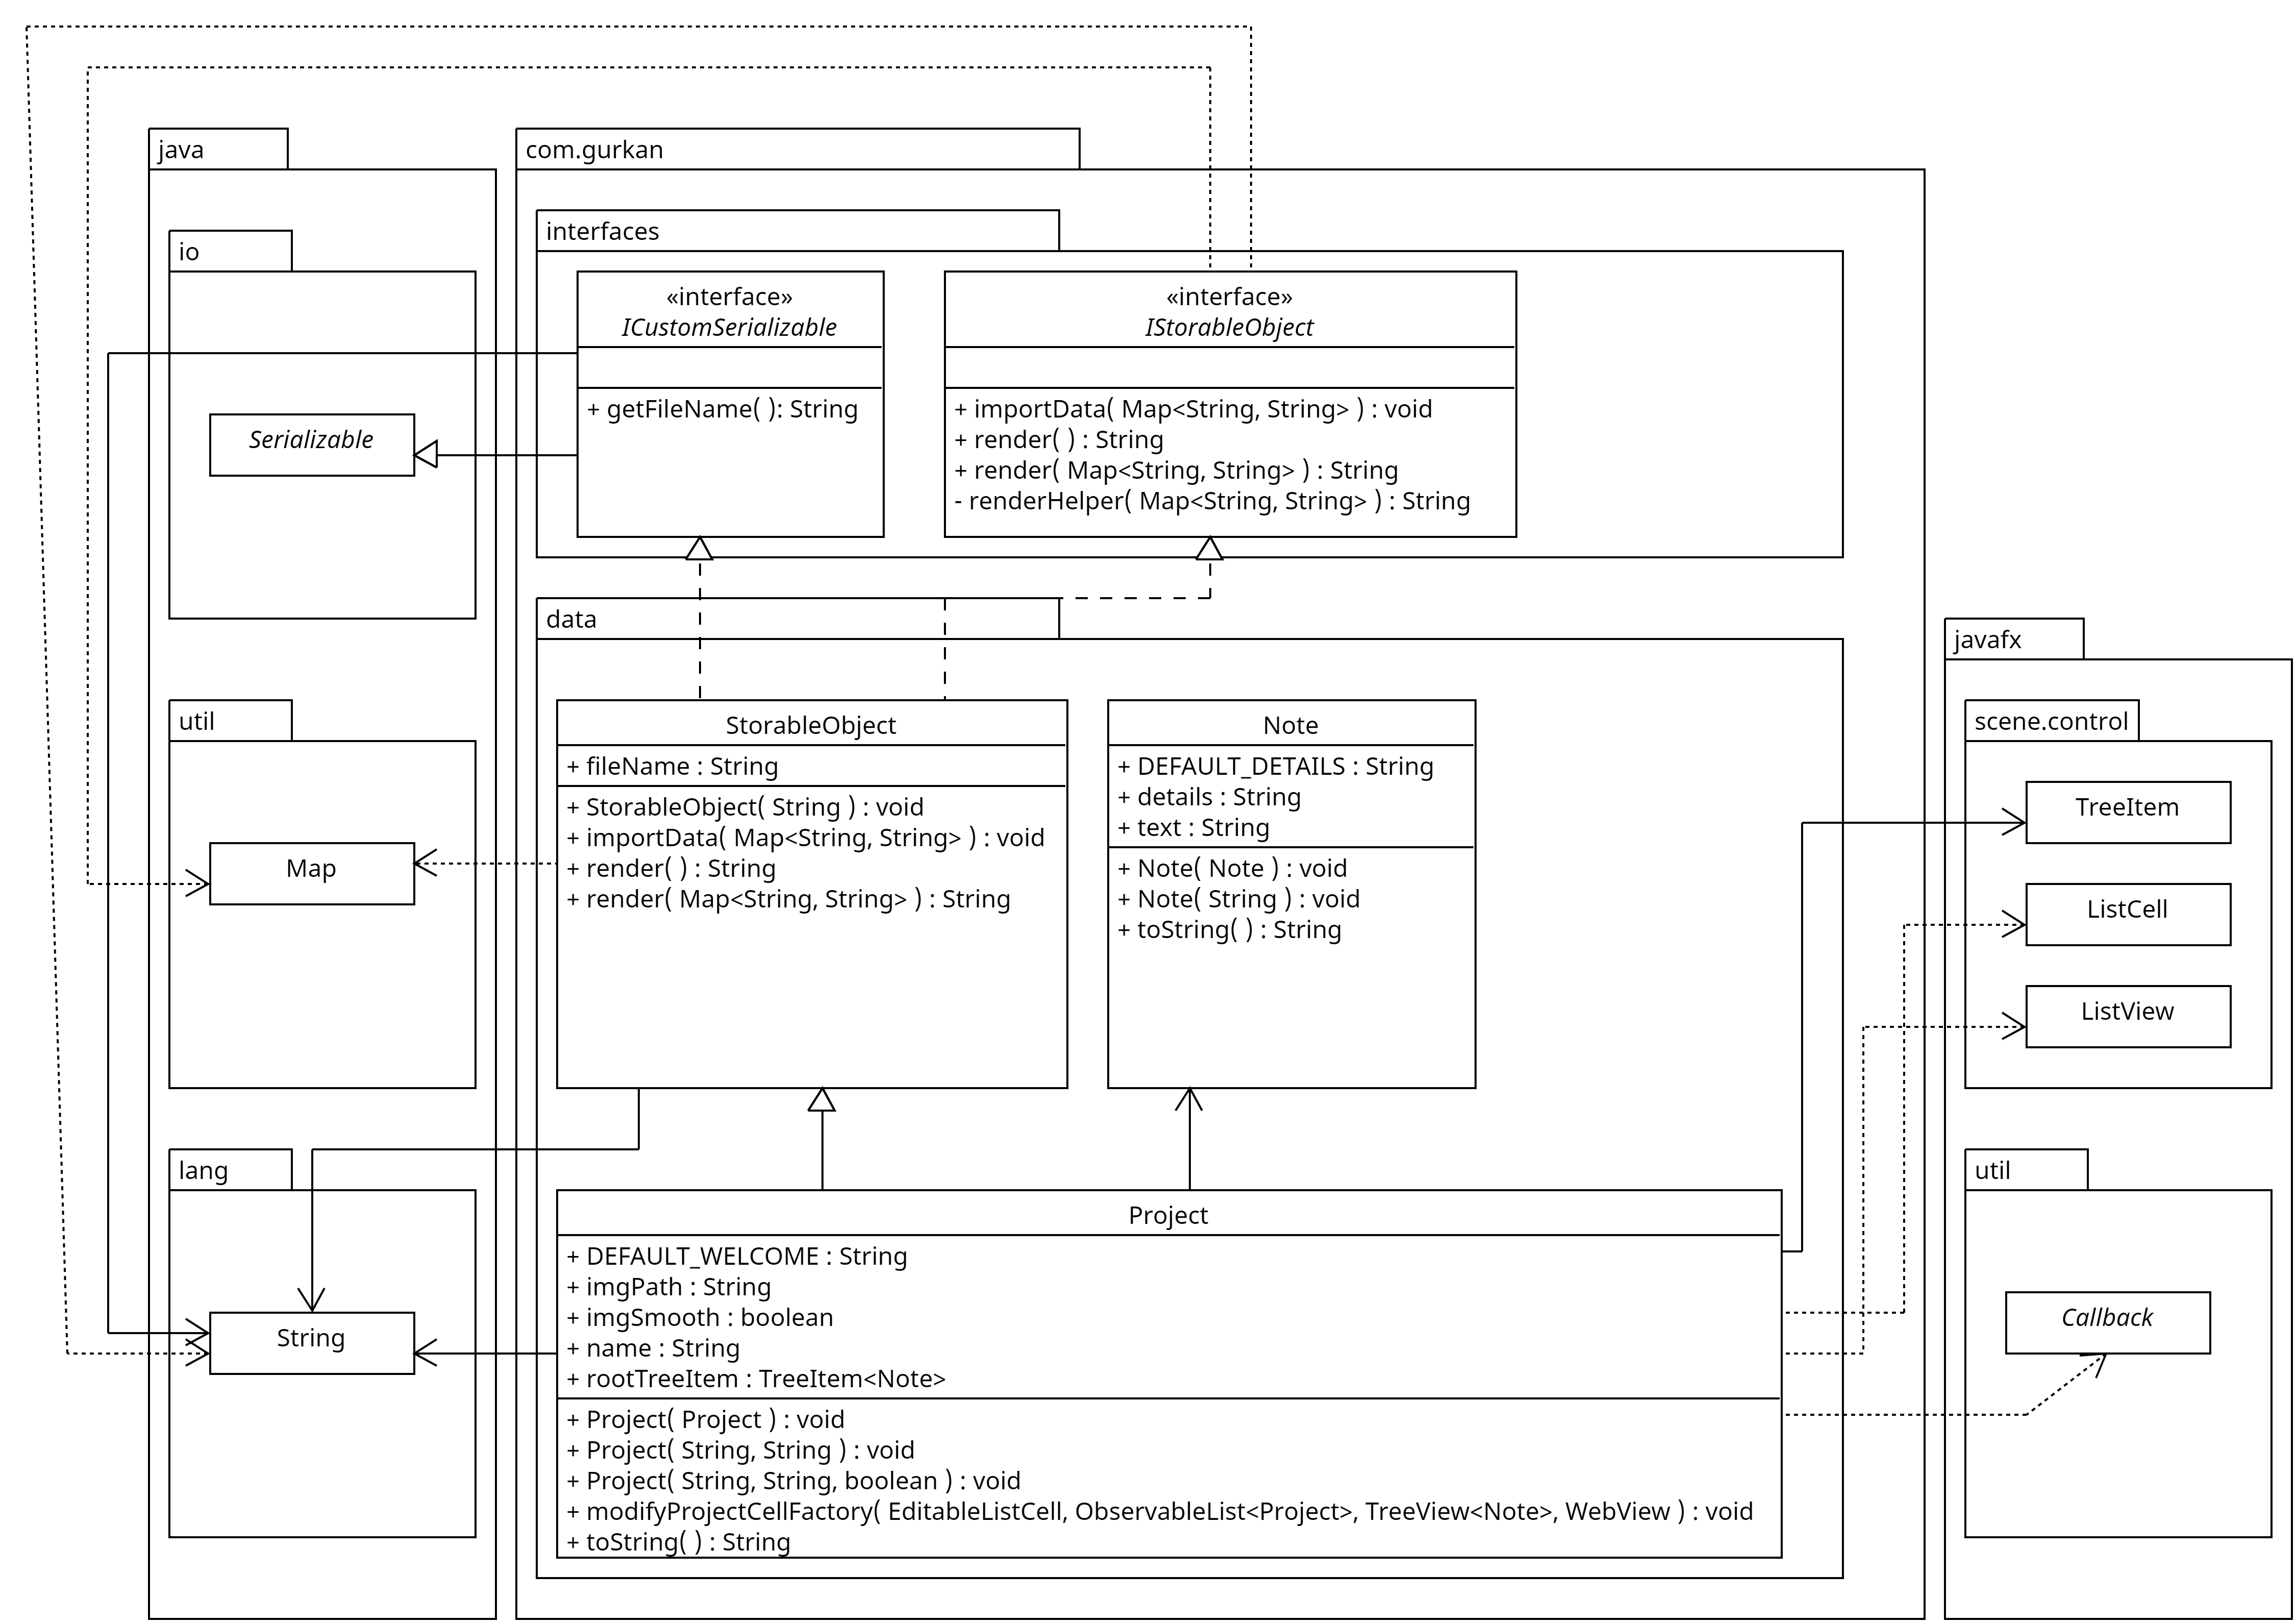 java
io
Serializable
util
Map
lang
String
com.gurkan
interfaces
«interface»
ICustomSerializable
+ getFileName( ): String
«interface»
IStorableObject
+ importData( Map<String, String> ) : void
+ render( ) : String
+ render( Map<String, String> ) : String
- renderHelper( Map<String, String> ) : String
data
StorableObject
+ fileName : String
+ StorableObject( String ) : void
+ importData( Map<String, String> ) : void
+ render( ) : String
+ render( Map<String, String> ) : String
Note
+ DEFAULT_DETAILS : String
+ details : String
+ text : String
+ Note( Note ) : void
+ Note( String ) : void
+ toString( ) : String
Project
+ DEFAULT_WELCOME : String
+ imgPath : String
+ imgSmooth : boolean
+ name : String
+ rootTreeItem : TreeItem<Note>
+ Project( Project ) : void
+ Project( String, String ) : void
+ Project( String, String, boolean ) : void
+ modifyProjectCellFactory( EditableListCell, ObservableList<Project>, TreeView<Note>, WebView ) : void
+ toString( ) : String
javafx
scene.control
TreeItem
ListCell
ListView
util
Callback